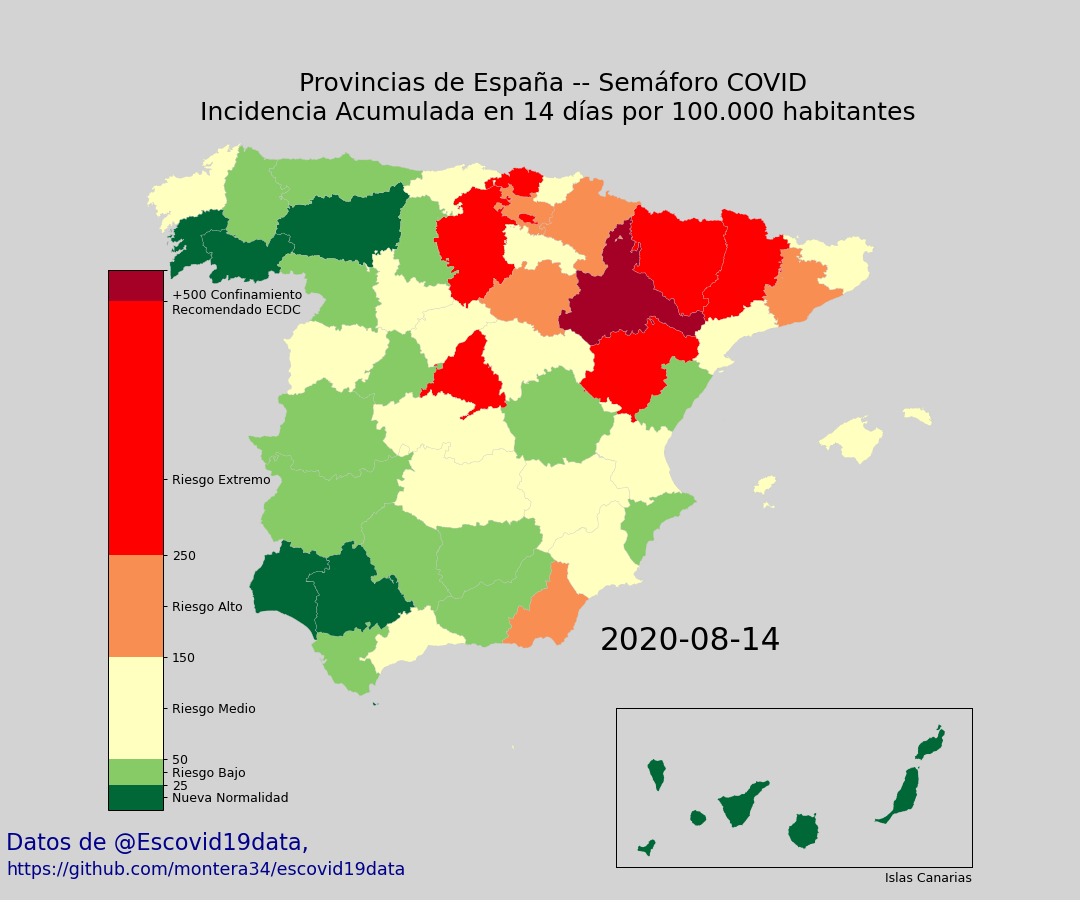 Provincias de España -- Semáforo COVID
Incidencia Acumulada en 14 días por 100.000 habitantes
+500 Confinamiento
Recomendado ECDC
Riesgo Extremo
250
Riesgo Alto
150
Riesgo Medio
50
Riesgo Bajo
25
Nueva Normalidad
2020-08-14
Islas Canarias
Datos de @Escovid19data,
https://github.com/montera34/escovid19data